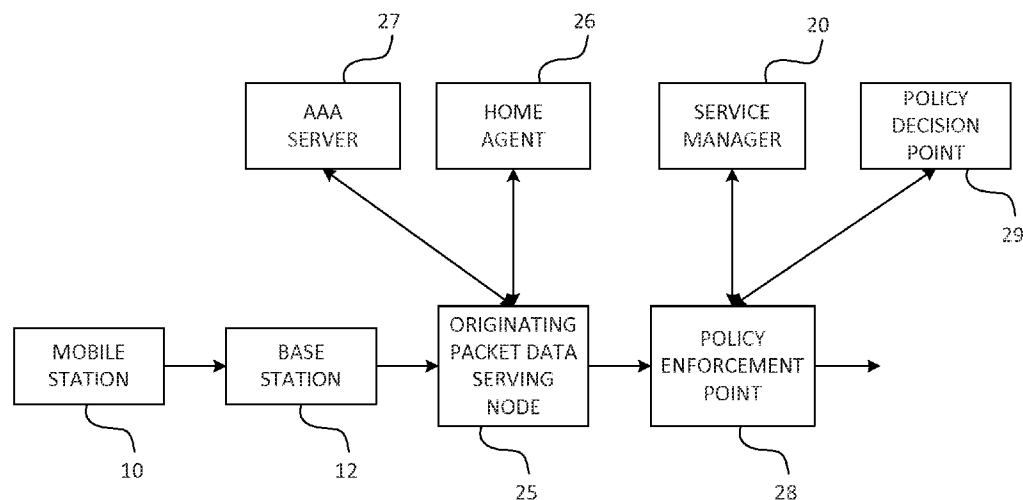 27
26
20
AAA
SERVER
HOME
AGENT
SERVICE
MANAGER
POLICY
DECISION
POINT
29
MOBILE
STATION
BASE
STATION
ORIGINATING
PACKET DATA
SERVING
NODE
POLICY
ENFORCEMENT
POINT
10
12
25
28